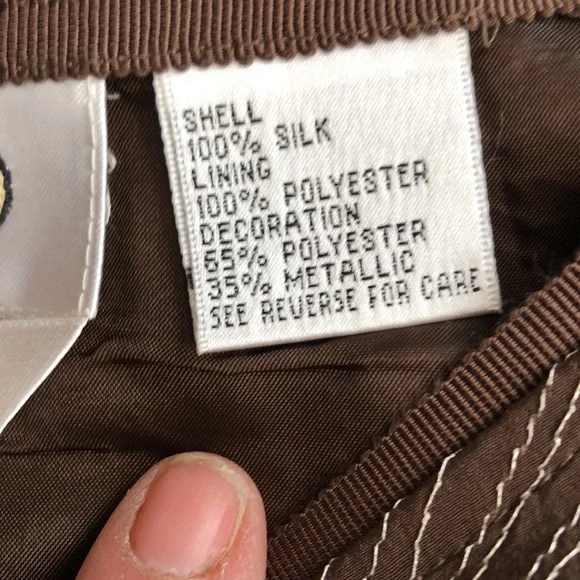 SHELL
100% SILK
LINING
100% POLYESTER
DECORATION
65% POLYESTER
35% METALLIC
SEE REVERSE FOR CARE